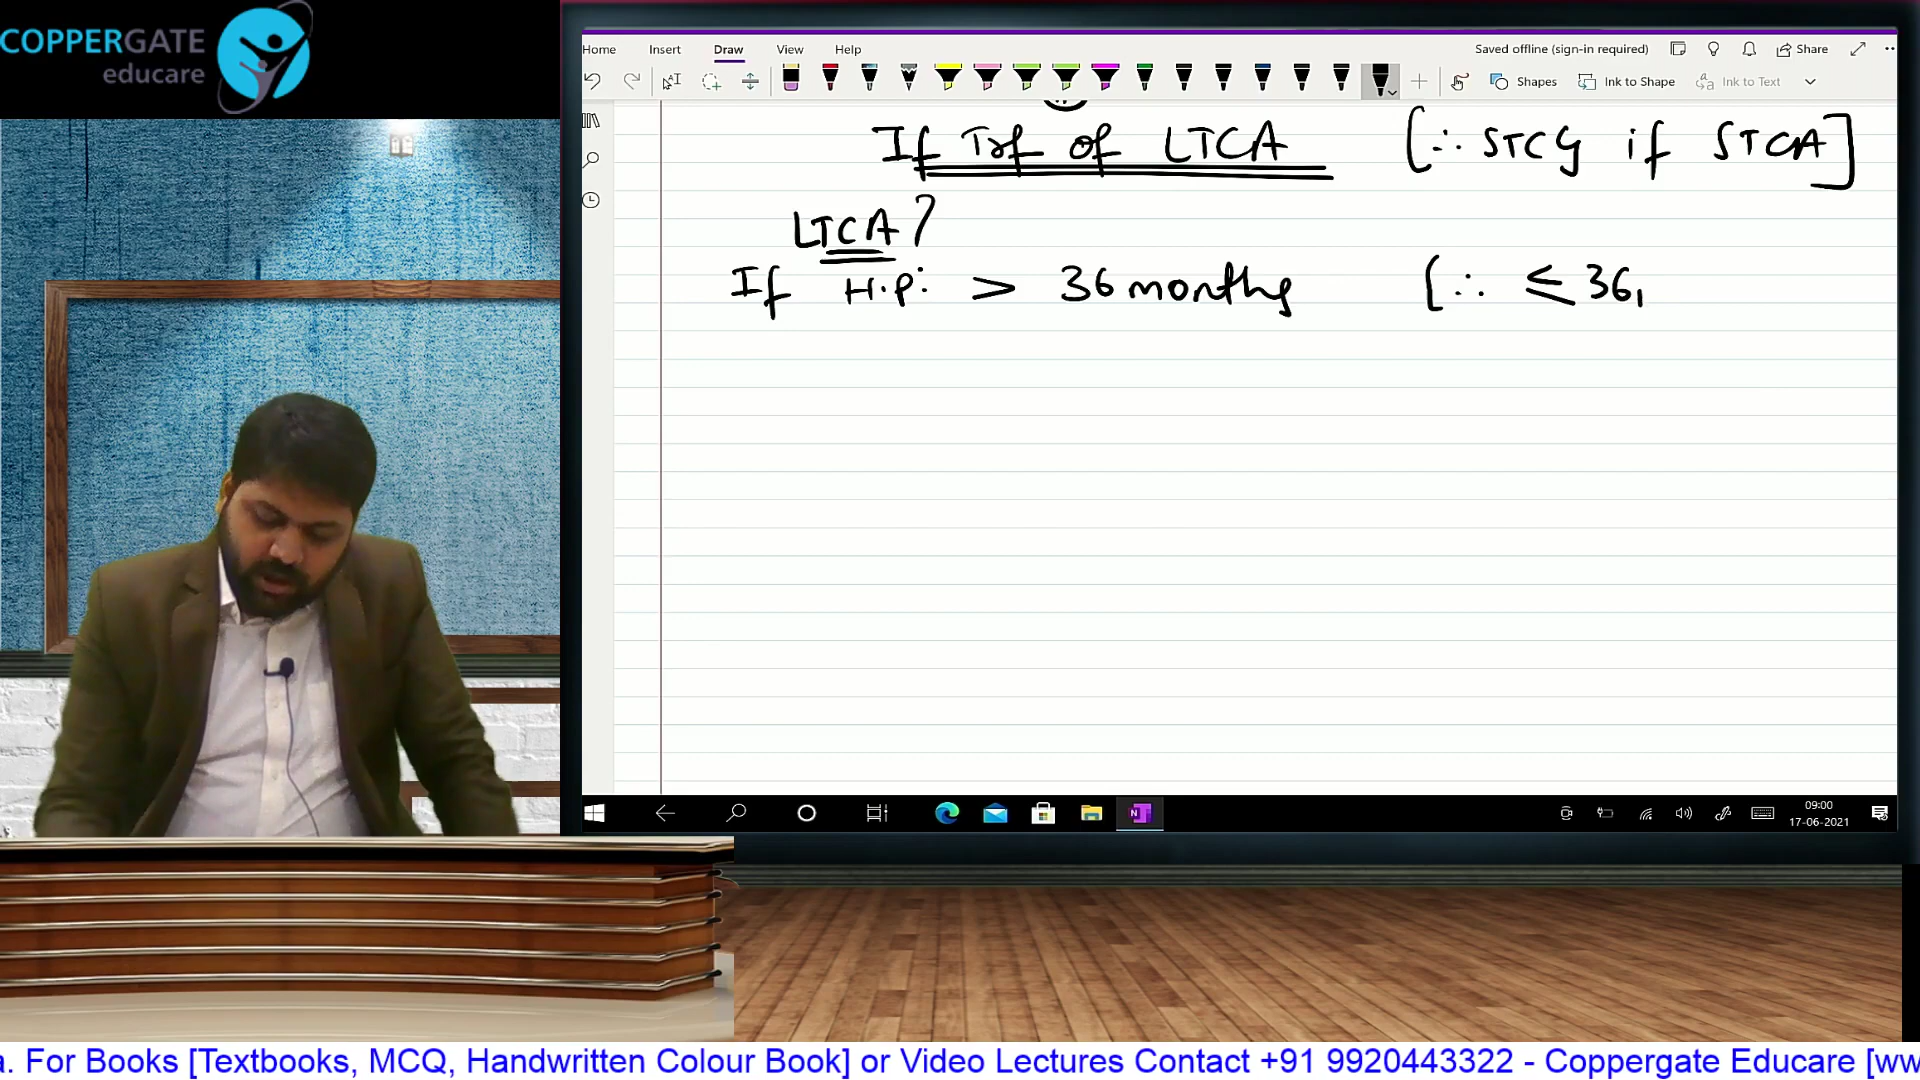 COPPERGATE
educare
Home Insert Draw View Help Saved offline (sign-in required) Share
Shapes Ink to Shape Ink to Text
If Trf of LTCA [∴ STCG if STCA]
LTCA?
If H.P. > 36 months [∴ ≤ 36,
N
09:00
17-06-2021
a. For Books [Textbooks, MCQ, Handwritten Colour Book] or Video Lectures Contact +91 9920443322 - Coppergate Educare [ww